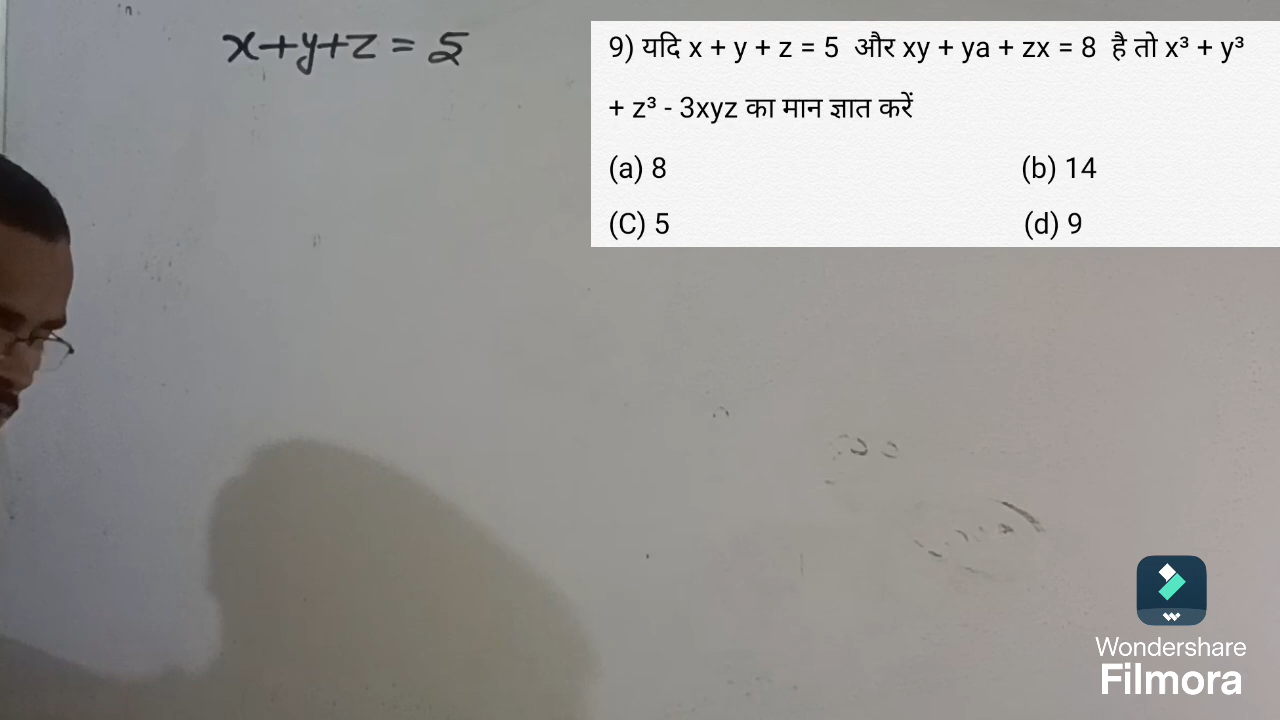 x+y+z = 5
9) यदि x + y + z = 5 और xy + ya + zx = 8 है तो x³ + y³
+ z³ - 3xyz का मान ज्ञात करें
(a) 8 (b) 14
(C) 5 (d) 9
Wondershare
Filmora